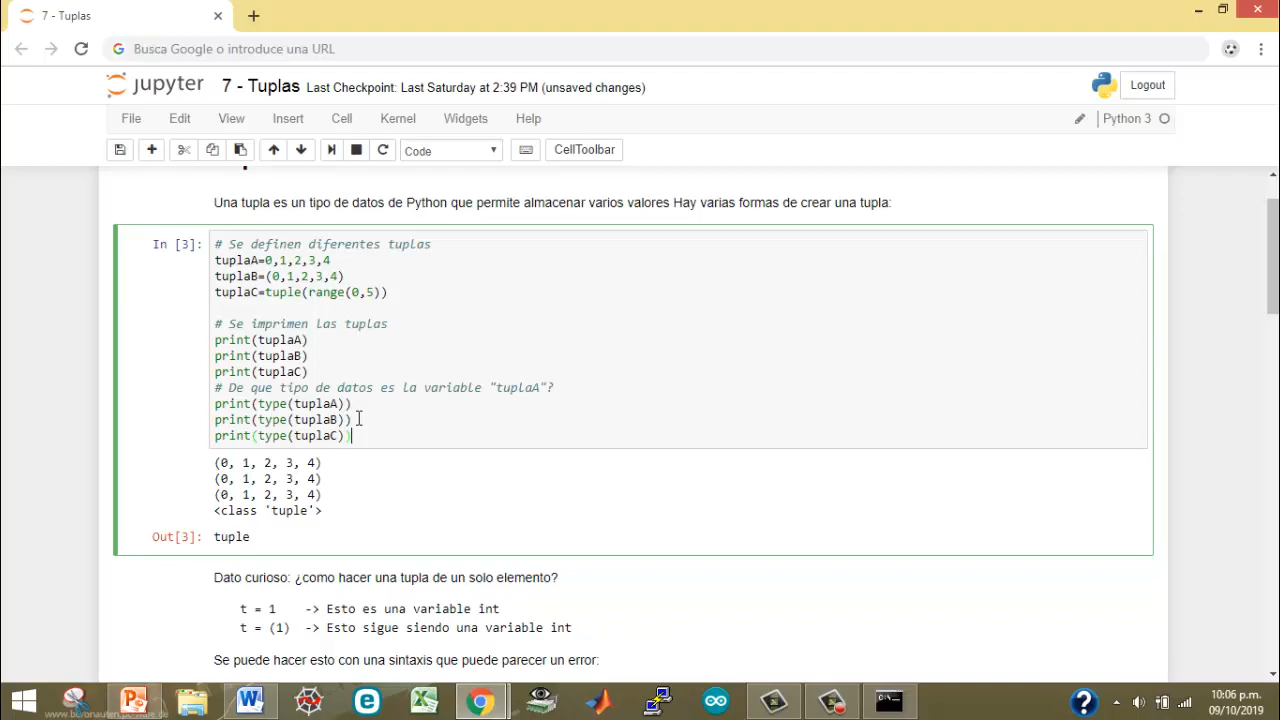 7 - Tuplas
Busca Google o introduce una URL
jupyter 7 - Tuplas Last Checkpoint: Last Saturday at 2:39 PM (unsaved changes)
Logout
File Edit View Insert Cell Kernel Widgets Help
Python 3
Code
CellToolbar
Una tupla es un tipo de datos de Python que permite almacenar varios valores Hay varias formas de crear una tupla:
In [3]: # Se definen diferentes tuplas
tuplaA=0,1,2,3,4
tuplaB=(0,1,2,3,4)
tuplaC=tuple(range(0,5))
# Se imprimen las tuplas
print(tuplaA)
print(tuplaB)
print(tuplaC)
# De que tipo de datos es la variable "tuplaA"?
print(type(tuplaA))
print(type(tuplaB))
print(type(tuplaC))
(0, 1, 2, 3, 4)
(0, 1, 2, 3, 4)
(0, 1, 2, 3, 4)
<class 'tuple'>
Out[3]: tuple
Dato curioso: ¿como hacer una tupla de un solo elemento?
t = 1 -> Esto es una variable int
t = (1) -> Esto sigue siendo una variable int
Se puede hacer esto con una sintaxis que puede parecer un error:
10:06 p.m.
09/10/2019